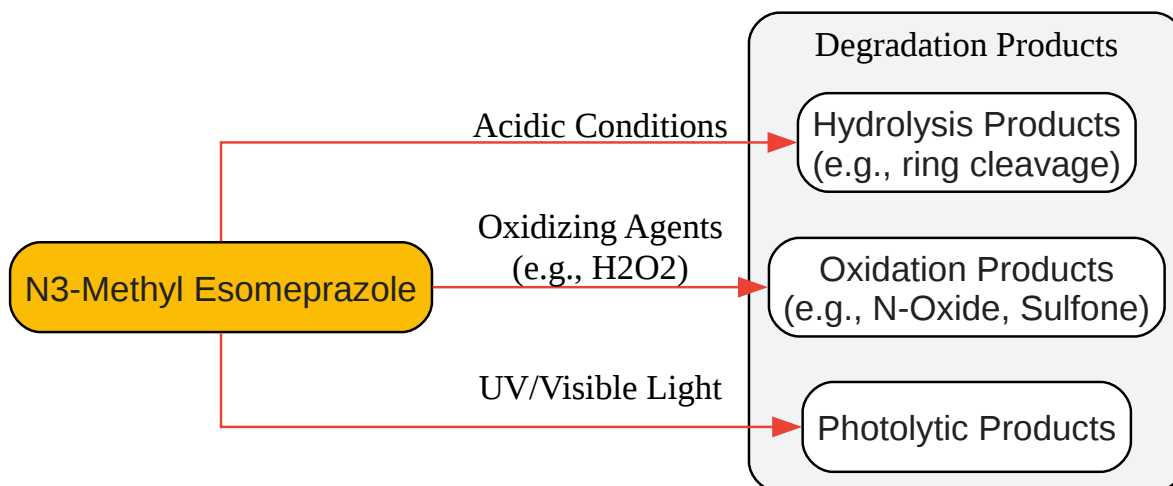 Degradation Products
Acidic Conditions
Hydrolysis Products
(e.g., ring cleavage)
Oxidizing Agents
(e.g., H2O2)
N3-Methyl Esomeprazole
Oxidation Products
(e.g., N-Oxide, Sulfone)
UV/Visible Light
Photolytic Products